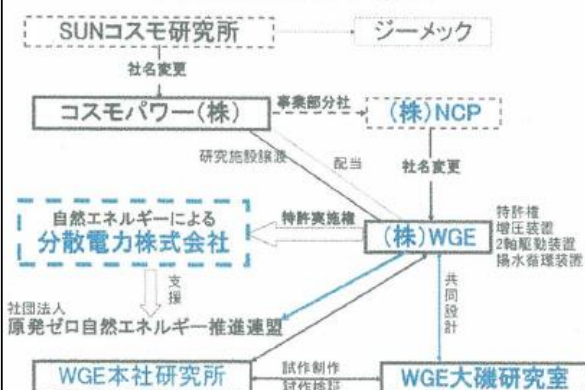 SUNコスモ研究所
ジーメック
社名変更
コスモパワー(株)
事業部分社
(株)NCP
研究施設譲渡
配当
社名変更
自然エネルギーによる
分散電力株式会社
特許実施権
(株)WGE
特許権
増圧装置
2軸駆動装置
揚水循環装置
支援
共同設計
社団法人
原発ゼロ自然エネルギー推進連盟
WGE本社研究所
試作制作
試作検証
WGE大磯研究室